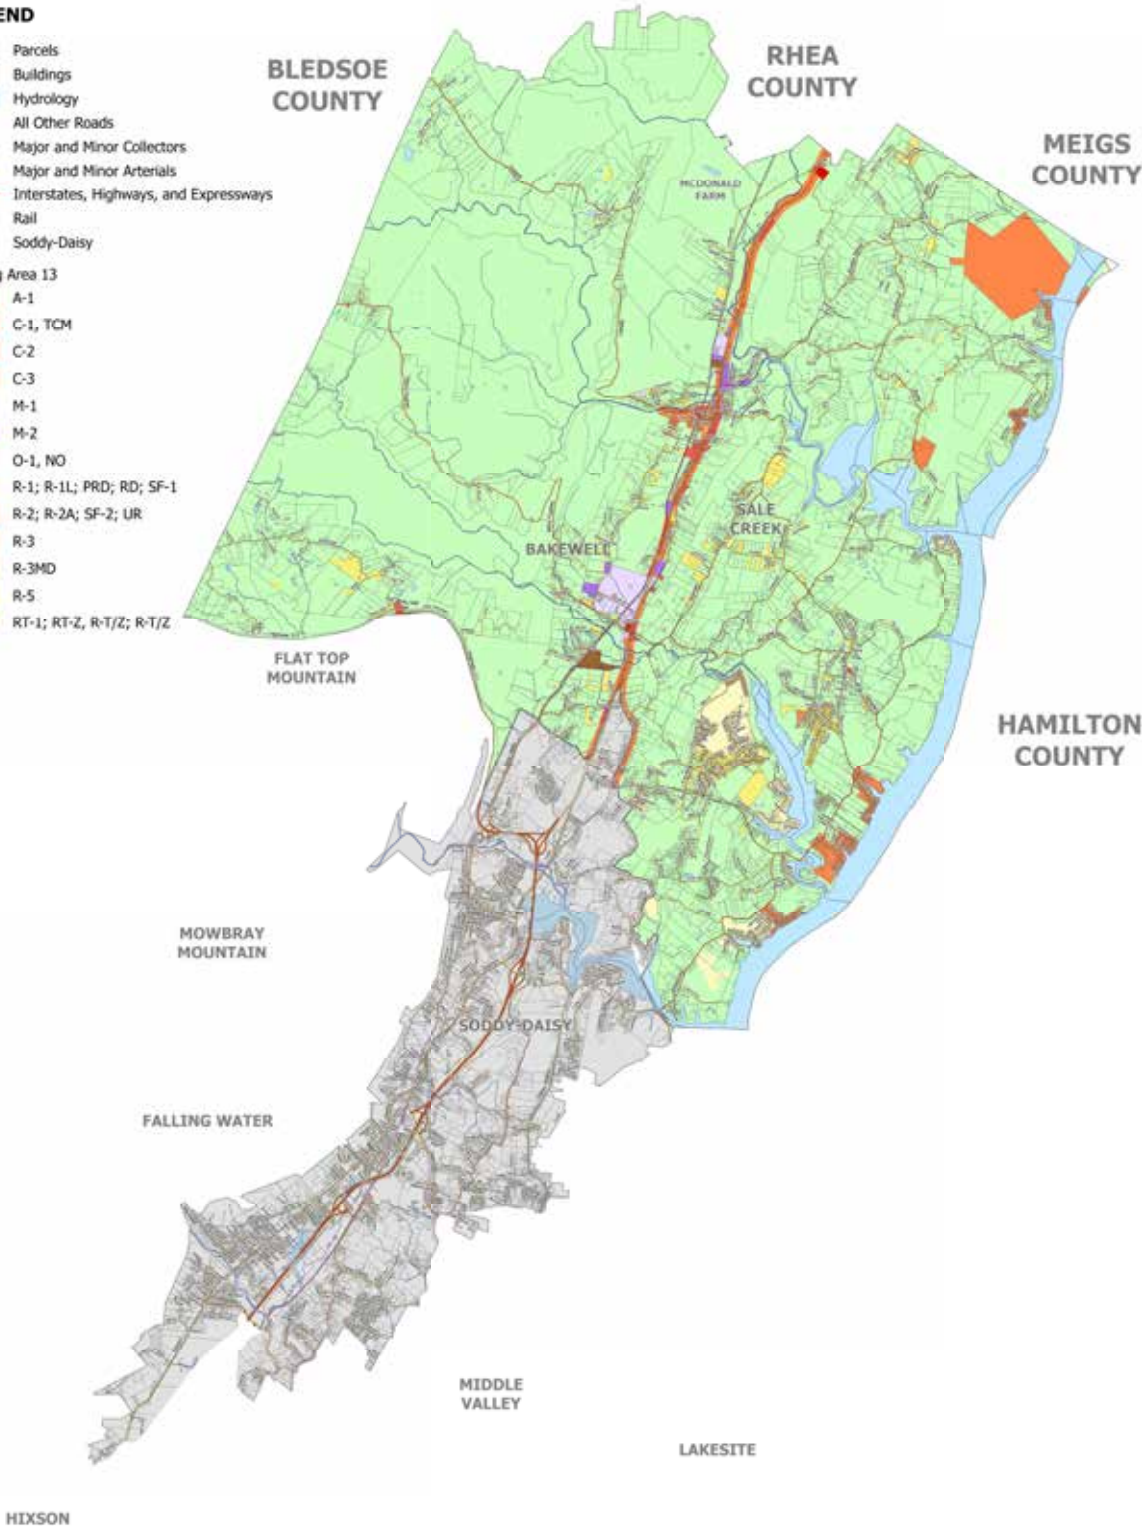 END
Parcels
Buildings
Hydrology
All Other Roads
Major and Minor Collectors
Major and Minor Arterials
Interstates, Highways, and Expressways
Rail
Soddy-Daisy
Area 13
A-1
C-1, TCM
C-2
C-3
M-1
M-2
O-1, NO
R-1; R-1L; PRD; RD; SF-1
R-2; R-2A; SF-2; UR
R-3
R-3MD
R-5
RT-1; RT-Z, R-T/Z; R-T/Z
BLEDSOE
COUNTY
RHEA
COUNTY
MEIGS
COUNTY
MCDONALD
FARM
SALE
CREEK
BAKEWELL
FLAT TOP
MOUNTAIN
HAMILTON
COUNTY
MOWBRAY
MOUNTAIN
SODDY-DAISY
FALLING WATER
MIDDLE
VALLEY
LAKESITE
HIXSON